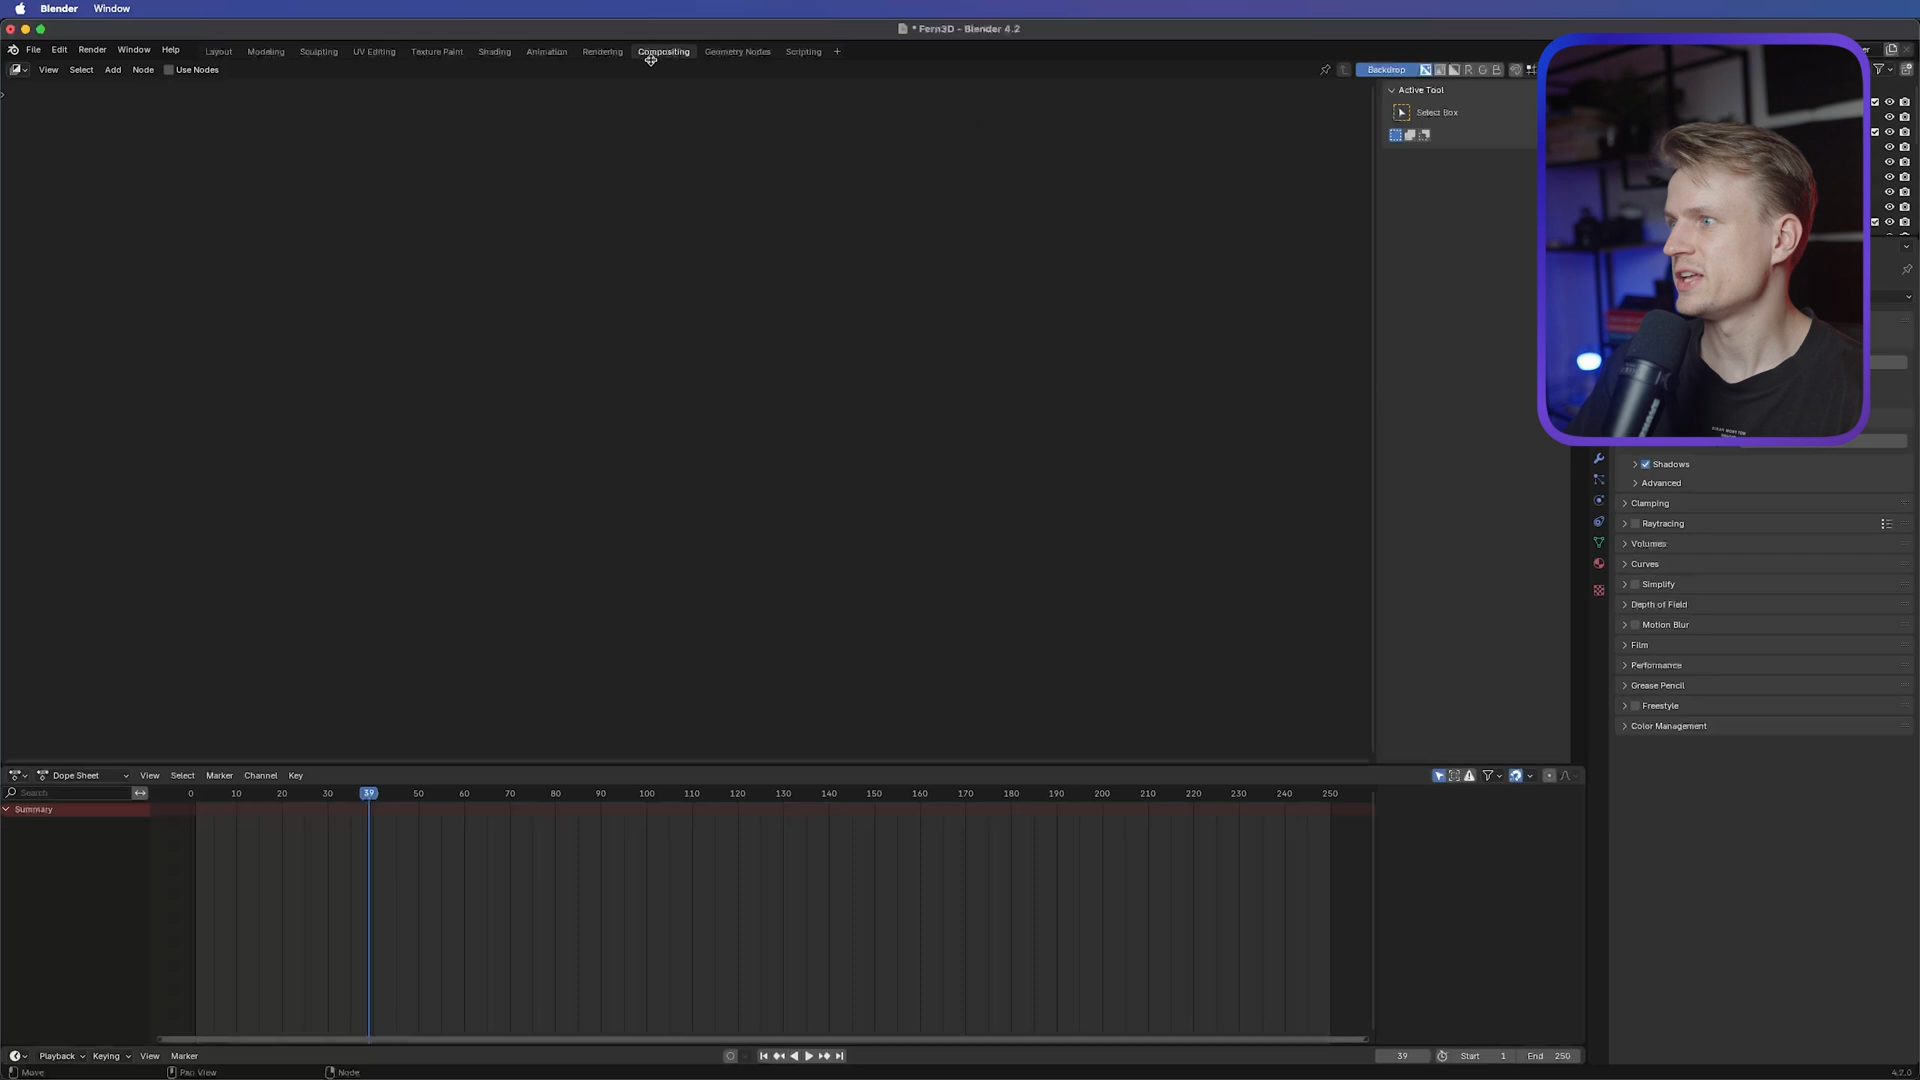 Blender Window
* Fern3D - Blender 4.2
File Edit Render Window Help Layout Modeling Sculpting UV Editing Texture Paint Shading Animation Rendering Compositing Geometry Nodes Scripting +
View Select Add Node Use Nodes Backdrop R G B
Active Tool
Select Box
Shadows
Advanced
Clamping
Raytracing
Volumes
Curves
Simplify
Depth of Field
Motion Blur
Film
Performance
Grease Pencil
Freestyle
Color Management
Dope Sheet View Select Marker Channel Key
Search 0 10 20 30 39 50 60 70 80 90 100 110 120 130 140 150 160 170 180 190 200 210 220 230 240 250
Summary
Playback Keying View Marker 39 Start 1 End 250
Move Pan View Node 4.2.0